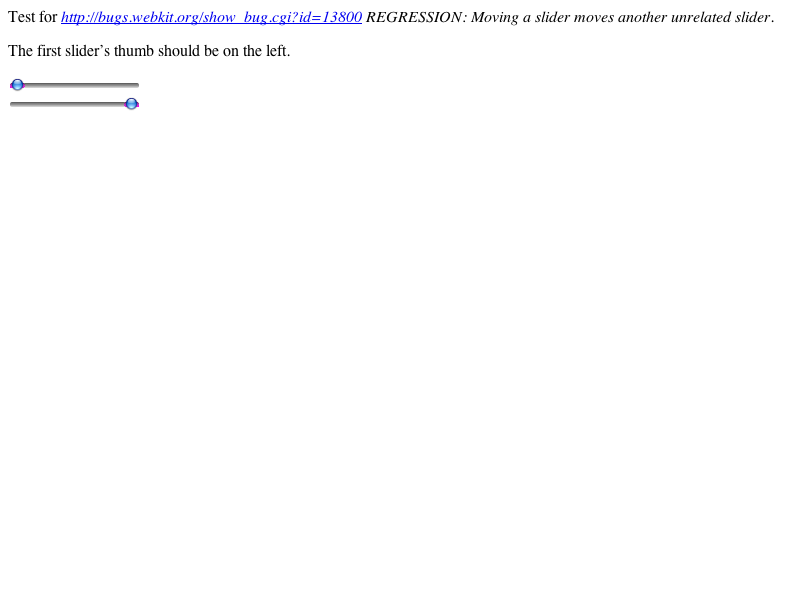 Test for http://bugs.webkit.org/show_bug.cgi?id=13800 REGRESSION: Moving a slider moves another unrelated slider.
The first slider’s thumb should be on the left.